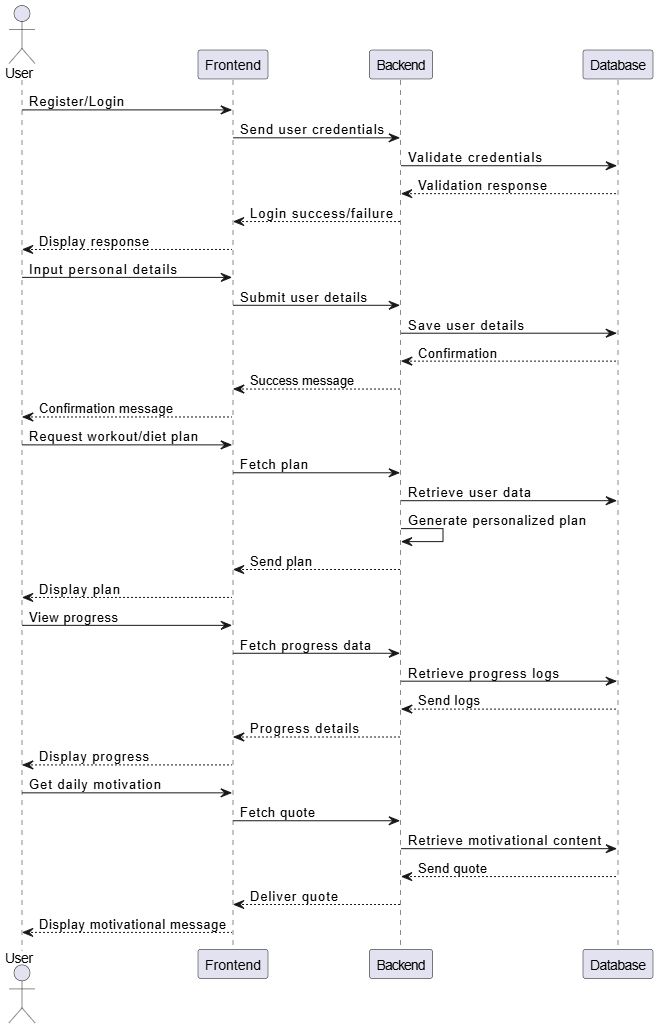 User
Frontend
Backend
Database
Register/Login
Send user credentials
Validate credentials
Validation response
Login success/failure
Display response
Input personal details
Submit user details
Save user details
Confirmation
Success message
Confirmation message
Request workout/diet plan
Fetch plan
Retrieve user data
Generate personalized plan
Send plan
Display plan
View progress
Fetch progress data
Retrieve progress logs
Send logs
Progress details
Display progress
Get daily motivation
Fetch quote
Retrieve motivational content
Send quote
Deliver quote
Display motivational message
User
Frontend
Backend
Database